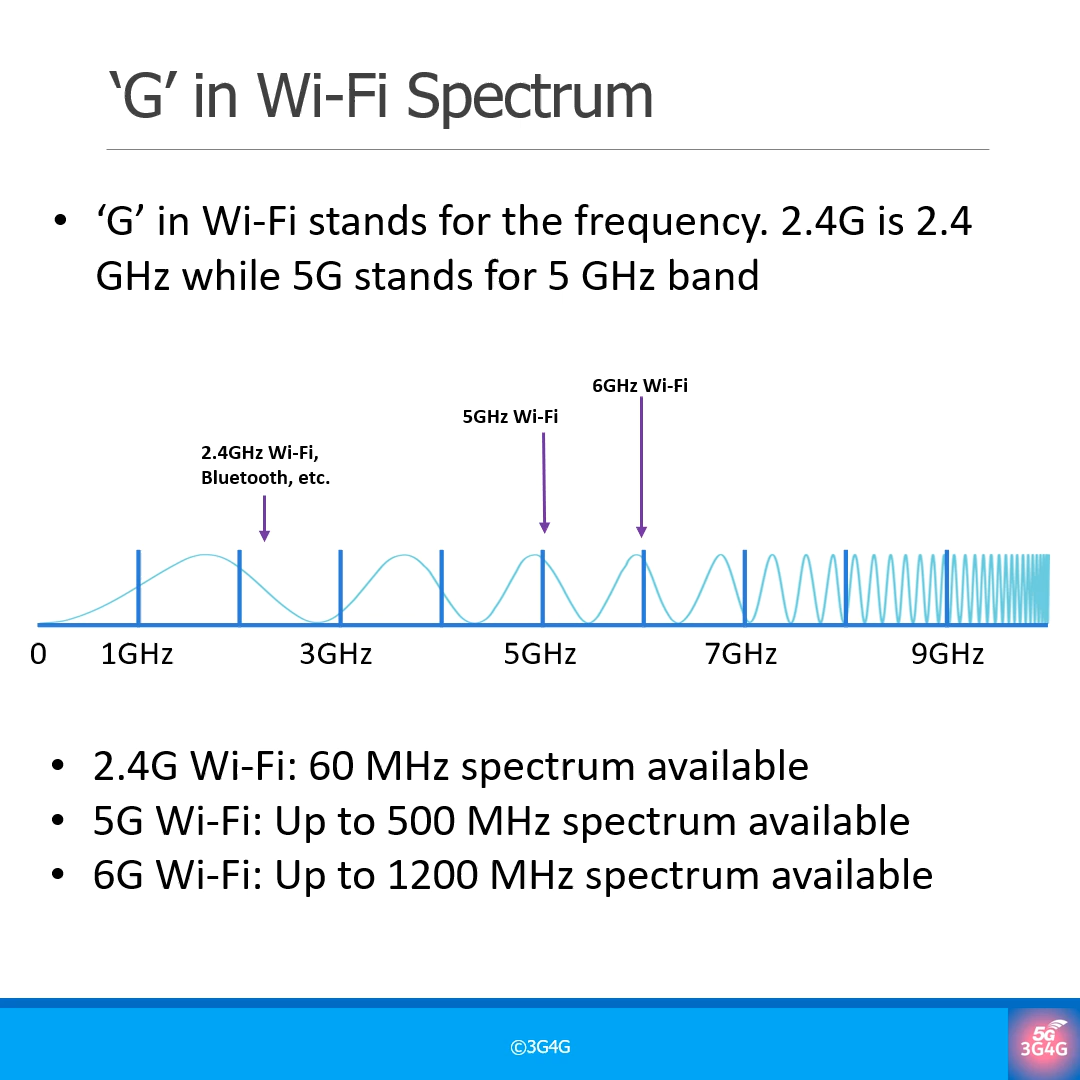 ‘G’ in Wi-Fi Spectrum
• ‘G’ in Wi-Fi stands for the frequency. 2.4G is 2.4
GHz while 5G stands for 5 GHz band
6GHz Wi-Fi
5GHz Wi-Fi
2.4GHz Wi-Fi,
Bluetooth, etc.
0 1GHz 3GHz 5GHz 7GHz 9GHz
• 2.4G Wi-Fi: 60 MHz spectrum available
• 5G Wi-Fi: Up to 500 MHz spectrum available
• 6G Wi-Fi: Up to 1200 MHz spectrum available
©3G4G
5G
3G4G